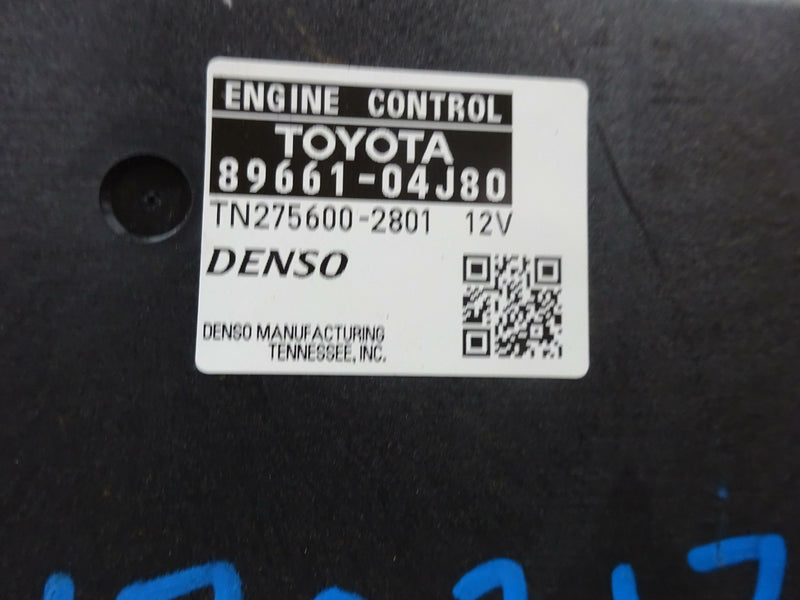 ENGINE CONTROL
TOYOTA
89661-04J80
TN275600-2801 12V
DENSO
DENSO MANUFACTURING
TENNESSEE, INC.